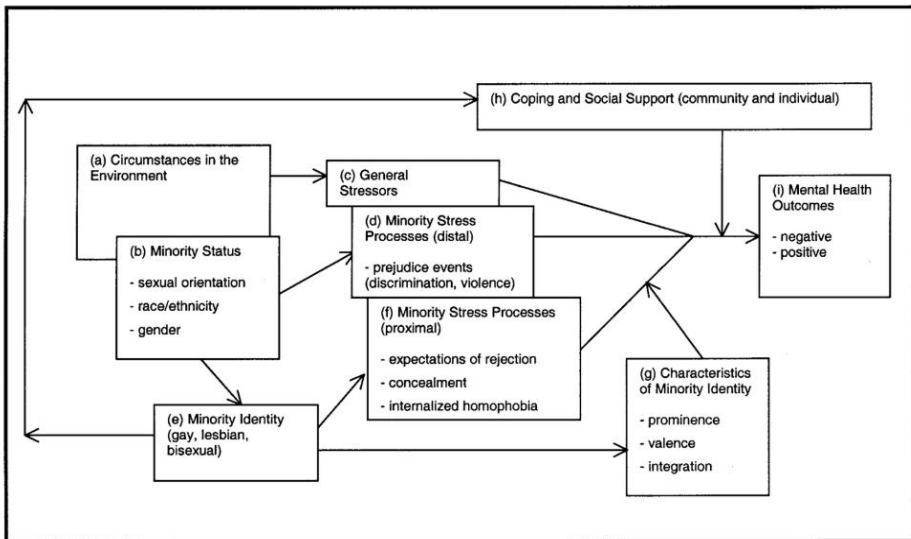 (h) Coping and Social Support (community and individual)
(a) Circumstances in the
Environment
(c) General
Stressors
(i) Mental Health
Outcomes
- negative
- positive
(d) Minority Stress
Processes (distal)
- prejudice events
(discrimination, violence)
(b) Minority Status
- sexual orientation
- race/ethnicity
- gender
(f) Minority Stress Processes
(proximal)
- expectations of rejection
- concealment
- internalized homophobia
(g) Characteristics
of Minority Identity
- prominence
- valence
- integration
(e) Minority Identity
(gay, lesbian,
bisexual)